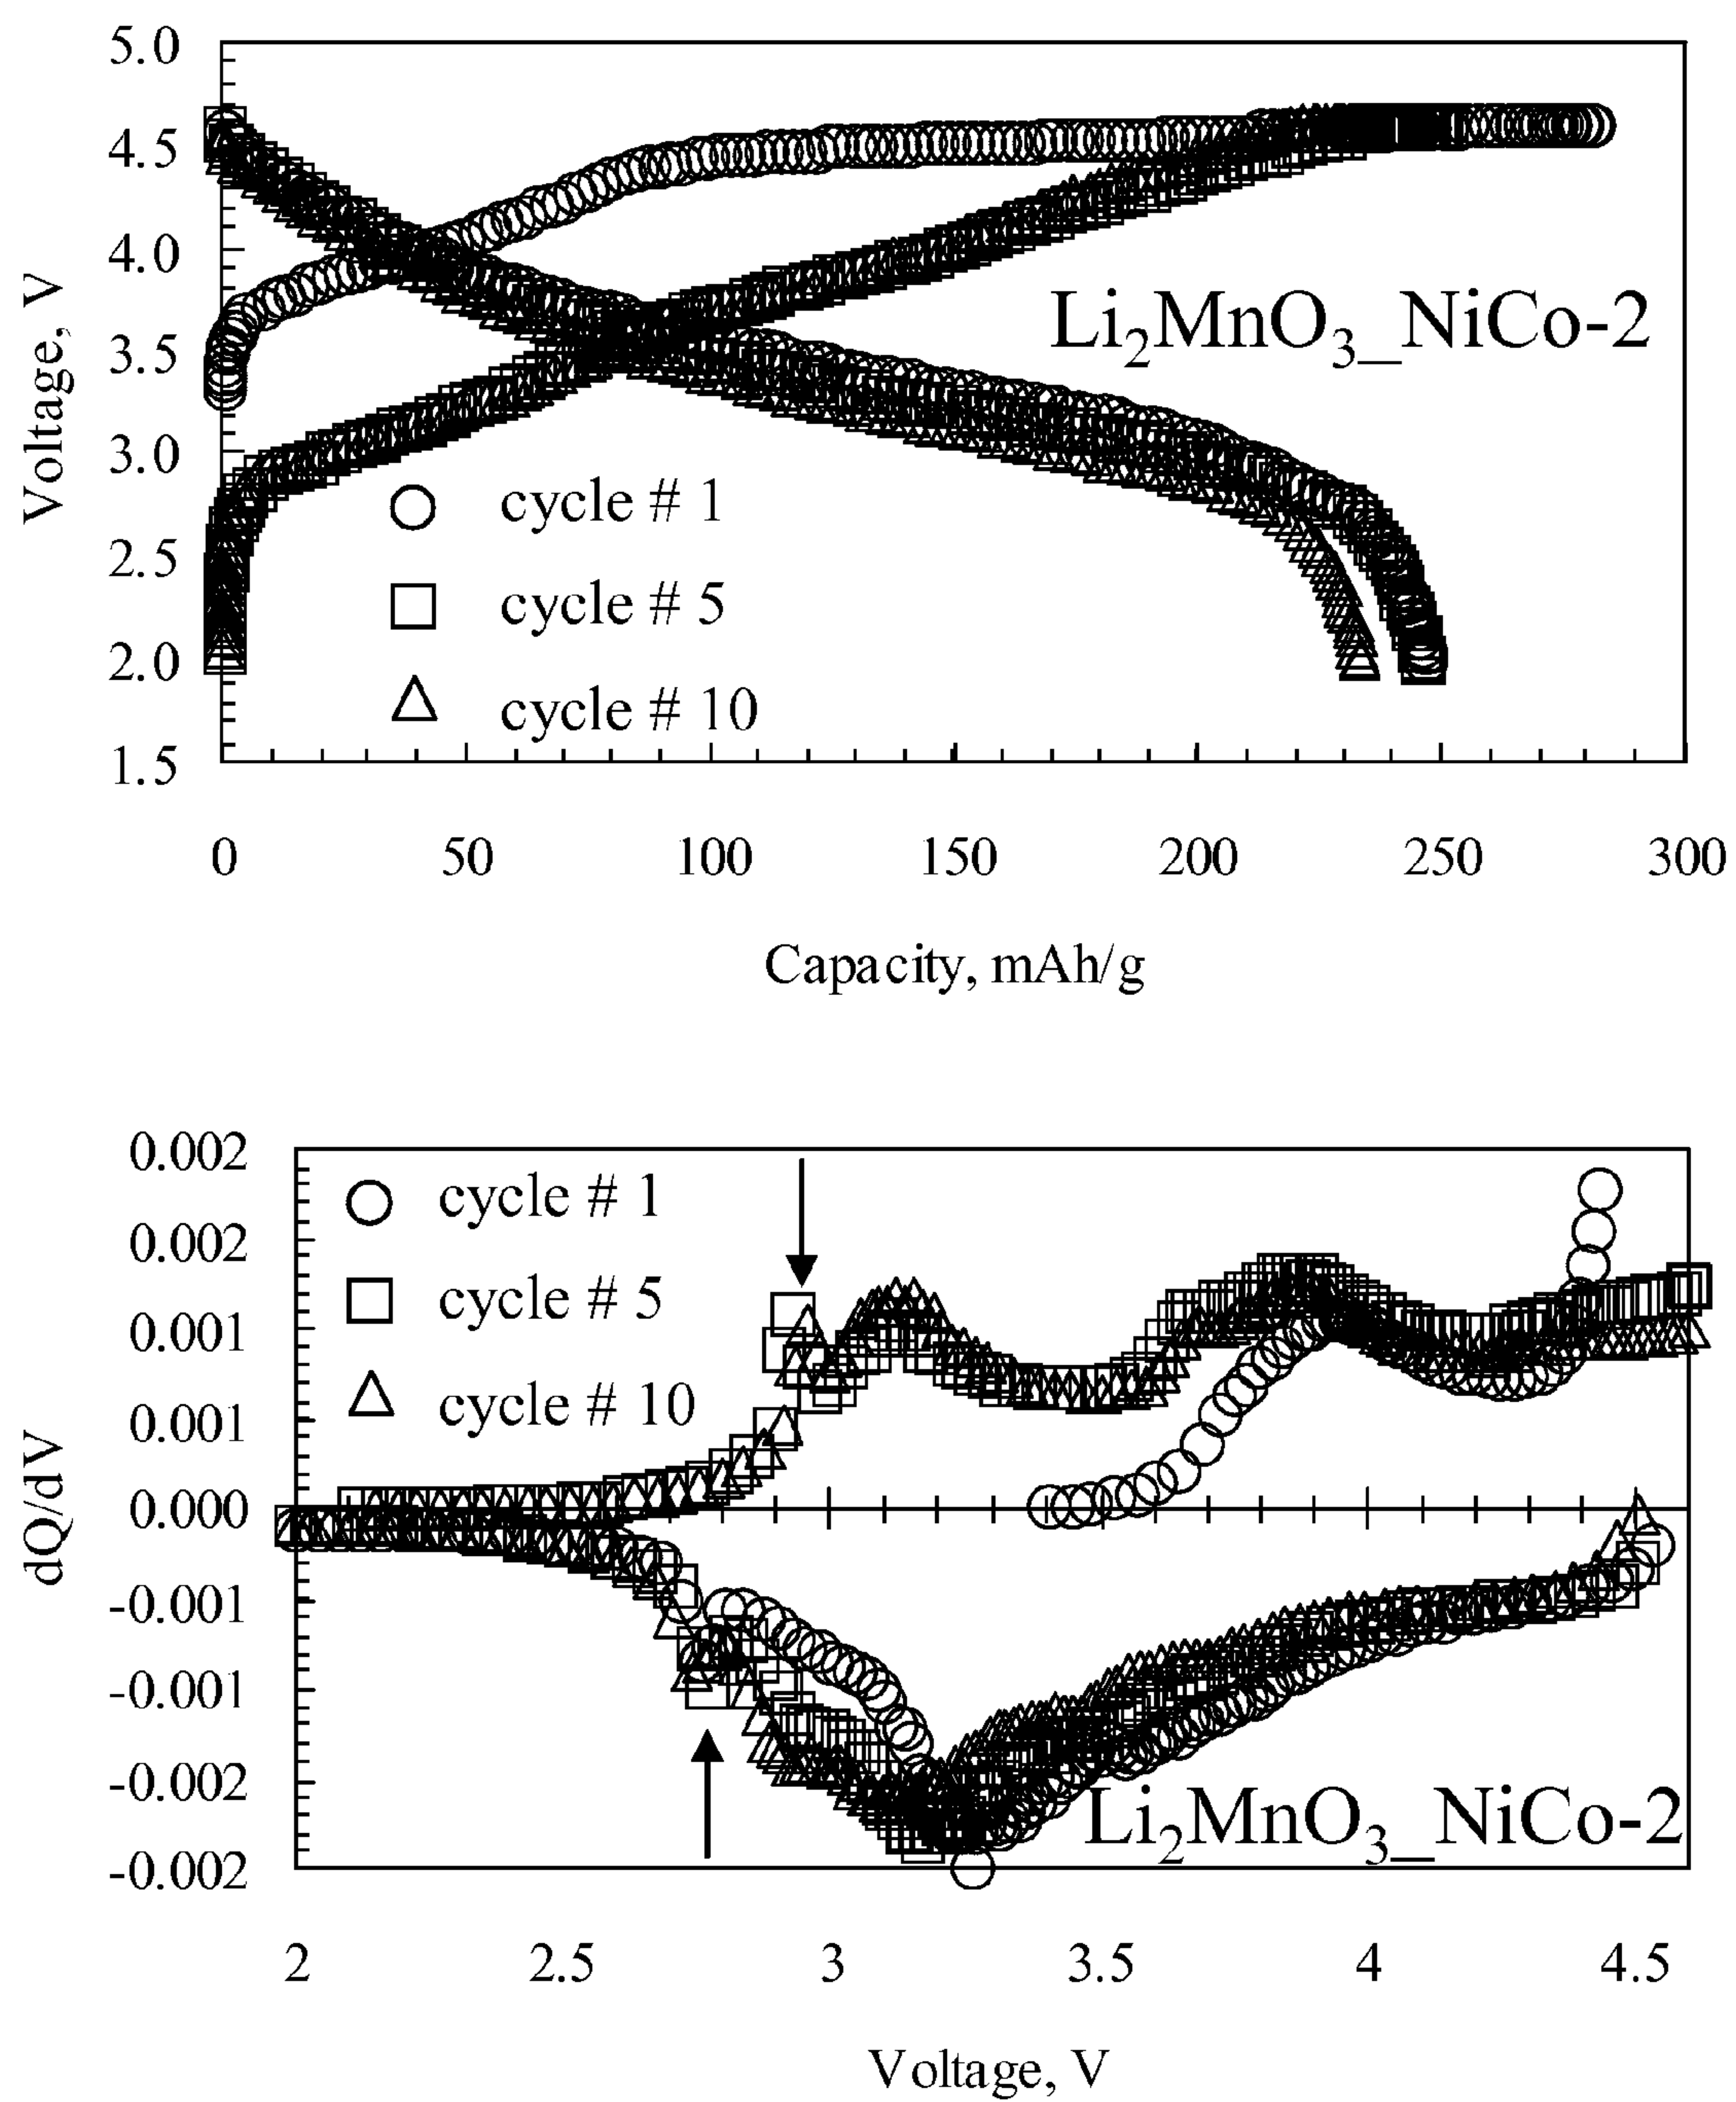 5.0
4.5
4.0
3.5
3.0
2.5
2.0
1.5
Voltage, V
Li₂MnO₃_NiCo-2
cycle # 1
cycle # 5
cycle # 10
0 50 100 150 200 250 300
Capacity, mAh/g
0.002
0.002
0.001
0.001
0.000
-0.001
-0.001
-0.002
-0.002
dQ/dV
cycle # 1
cycle # 5
cycle # 10
Li₂MnO₃_NiCo-2
2 2.5 3 3.5 4 4.5
Voltage, V